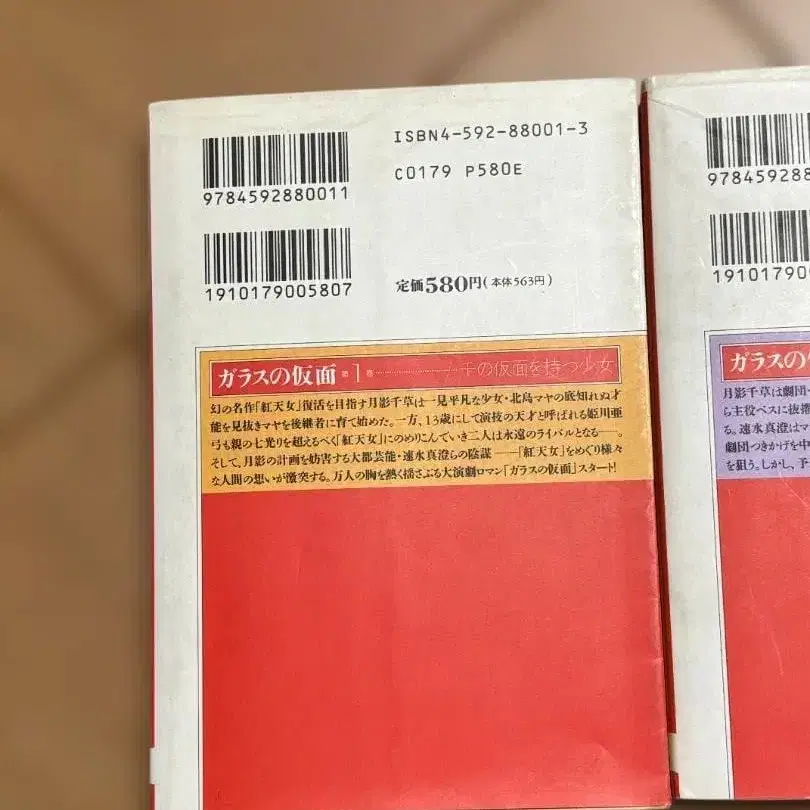 ISBN4-592-88001-3
9784592880011
C0179 P580E
1910179005807
定価580円(本体563円)
ガラスの仮面 第1巻 千の仮面を持つ少女
幻の名作「紅天女」復活を目指す月影千草は一見平凡な少女・北島マヤの底知れぬ才
能を見抜きマヤを後継者に育て始めた。一方、13歳にして演技の天才と呼ばれる姫川亜
弓も親の七光りを超えるべく「紅天女」にのめりこんでいき二人は永遠のライバルとなる──。
そして、月影の計画を妨害する大都芸能・速水真澄らの陰謀──「紅天女」をめぐり様々
な人間の想いが激突する。万人の胸を熱く揺さぶる大演劇ロマン「ガラスの仮面」スタート!
97845928
19101790
ガラスの
月影千草は劇団・
ら主役ベスに抜擢
る。速水真澄はマ
劇団つきかげを中
を狙う。しかし、予